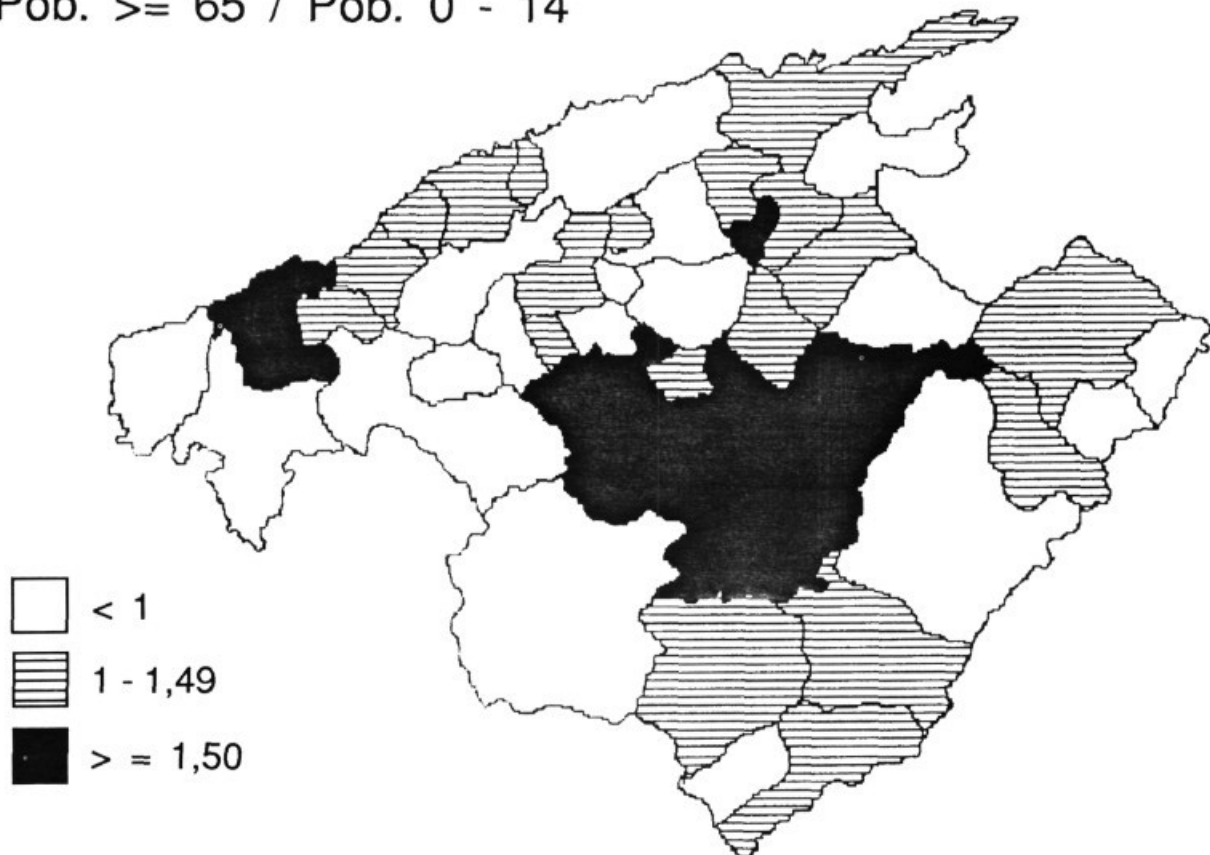 Pob. >= 65 / Pob. 0 - 14
< 1
1 - 1,49
> = 1,50